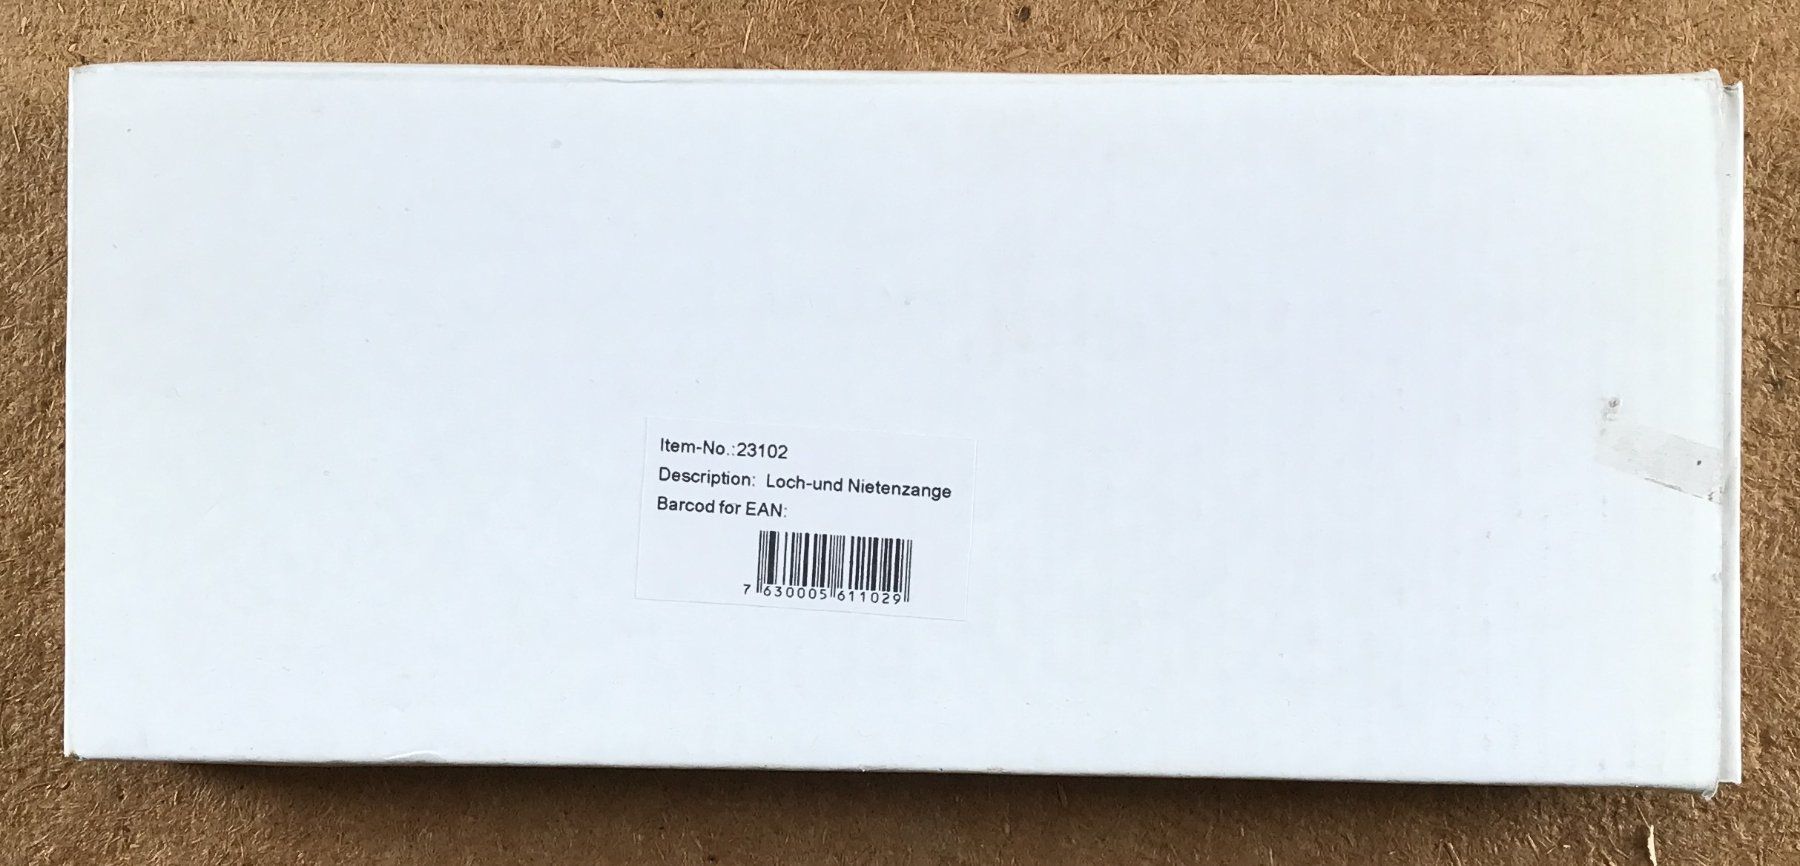 Item-No.:23102
Description: Loch-und Nietenzange
Barcod for EAN:
7 630005 611029